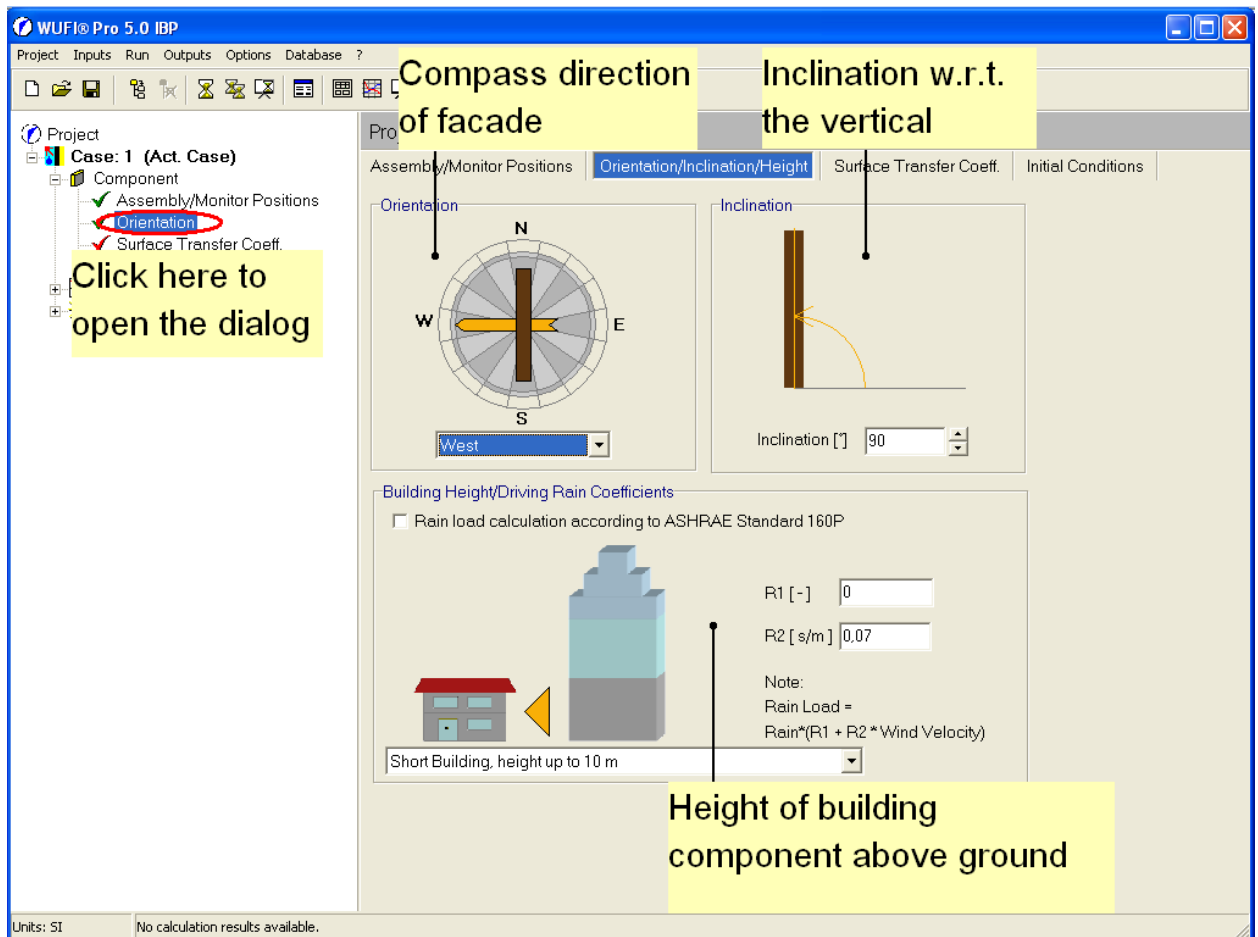 WUFI® Pro 5.0 IBP
Project Inputs Run Outputs Options Database ?
Compass direction
of facade
Inclination w.r.t.
the vertical
Project
Case: 1 (Act. Case)
Component
Assembly/Monitor Positions
Orientation
Surface Transfer Coeff.
Click here to
open the dialog
Assembly/Monitor Positions Orientation/Inclination/Height Surface Transfer Coeff. Initial Conditions
Orientation
N
W
E
S
West
Inclination
Inclination [°] 90
Building Height/Driving Rain Coefficients
Rain load calculation according to ASHRAE Standard 160P
R1 [ - ] 0
R2 [ s/m ] 0,07
Note:
Rain Load =
Rain*(R1 + R2 * Wind Velocity)
Short Building, height up to 10 m
Height of building
component above ground
Units: SI No calculation results available.